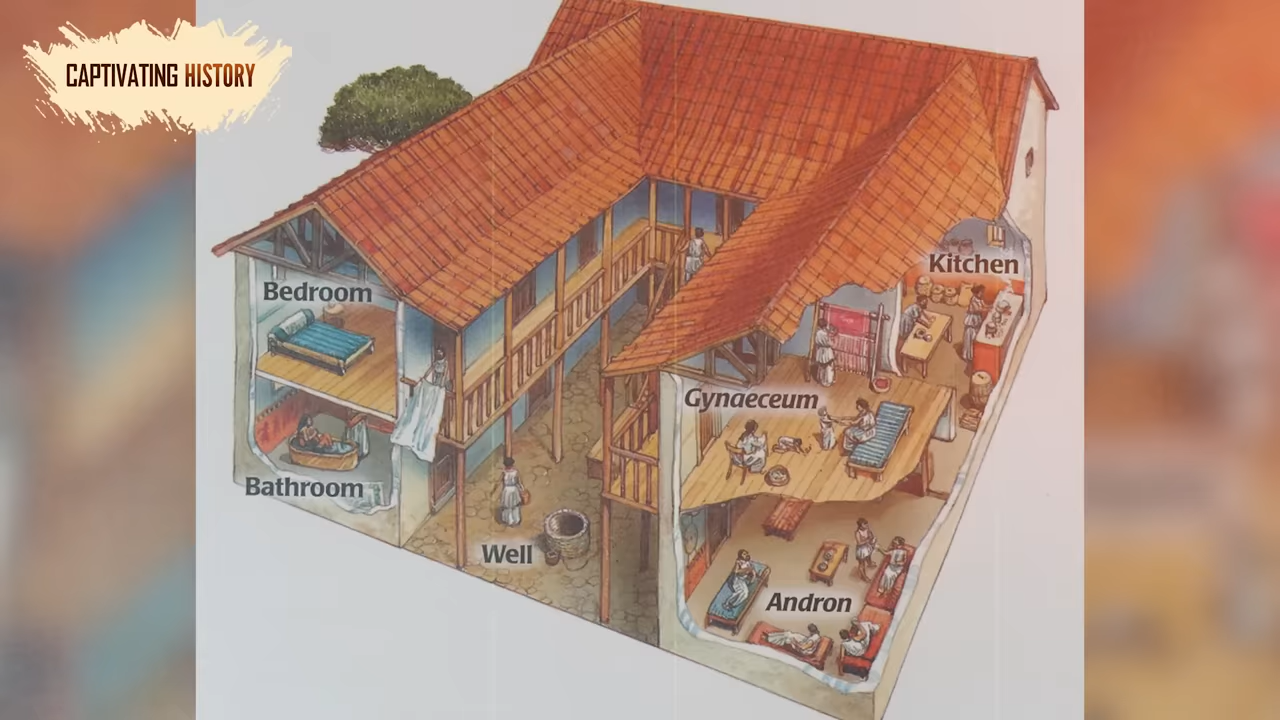 CAPTIVATING HISTORY
Kitchen
Bedroom
Gynaeceum
Bathroom
Well
Andron